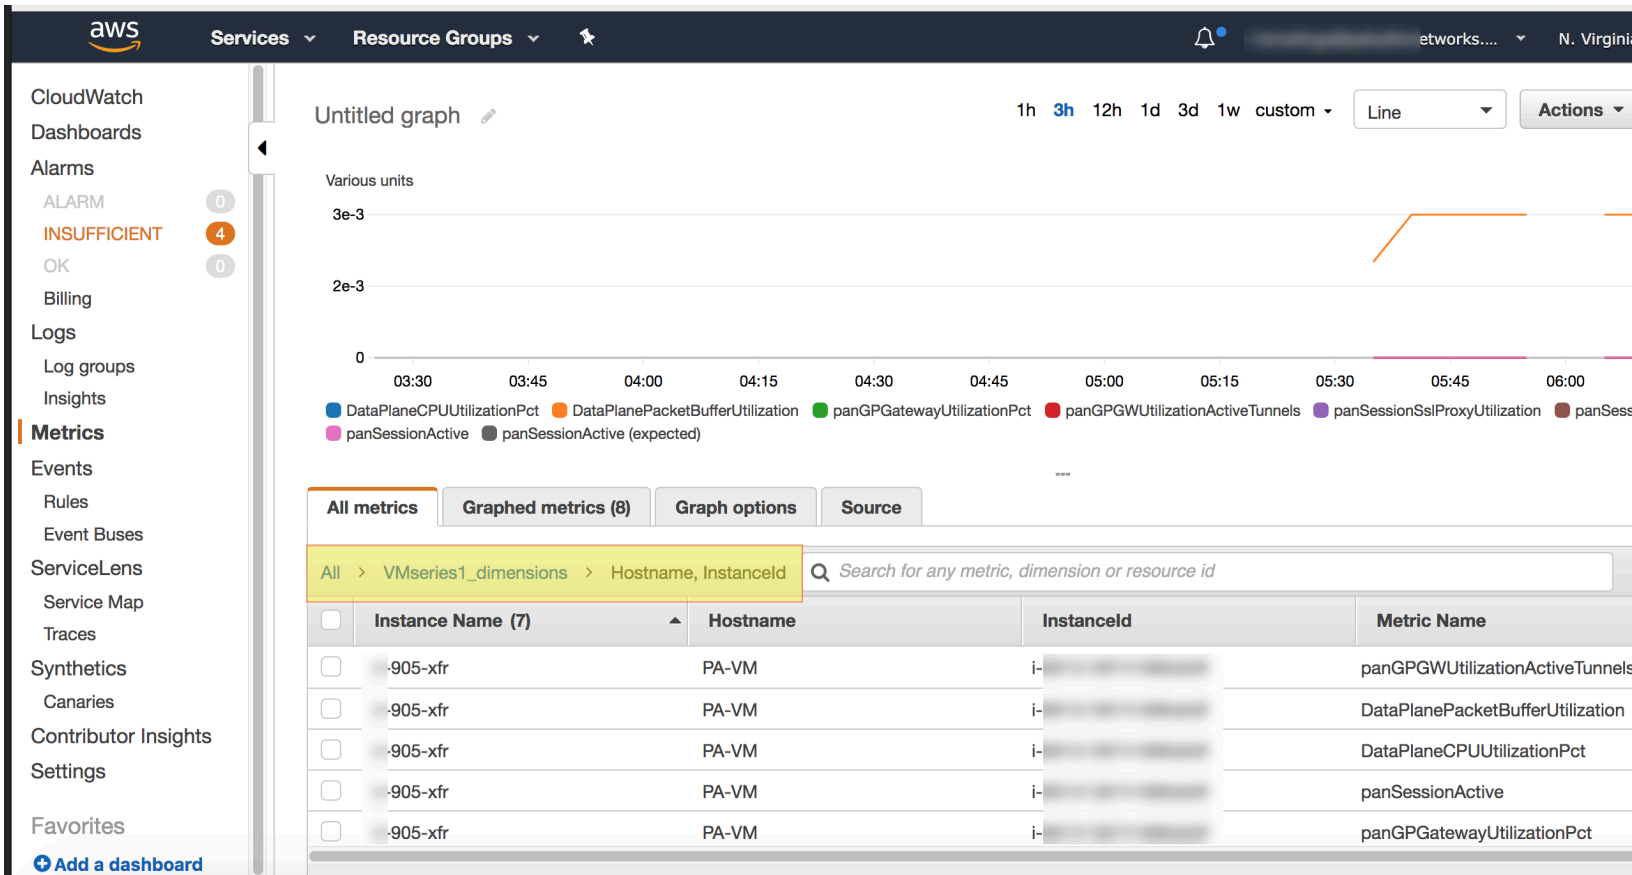 aws Services Resource Groups etworks.... N. Virginia
CloudWatch
Dashboards
Alarms
ALARM 0
INSUFFICIENT 4
OK 0
Billing
Logs
Log groups
Insights
Metrics
Events
Rules
Event Buses
ServiceLens
Service Map
Traces
Synthetics
Canaries
Contributor Insights
Settings
Favorites
Add a dashboard
Untitled graph
1h 3h 12h 1d 3d 1w custom Line Actions
Various units
3e-3
2e-3
0
03:30 03:45 04:00 04:15 04:30 04:45 05:00 05:15 05:30 05:45 06:00
DataPlaneCPUUtilizationPct DataPlanePacketBufferUtilization panGPGatewayUtilizationPct panGPGWUtilizationActiveTunnels panSessionSslProxyUtilization panSess
panSessionActive panSessionActive (expected)
All metrics Graphed metrics (8) Graph options Source
All > VMseries1_dimensions > Hostname, InstanceId Search for any metric, dimension or resource id
Instance Name (7) Hostname InstanceId Metric Name
-905-xfr PA-VM i- panGPGWUtilizationActiveTunnels
-905-xfr PA-VM i- DataPlanePacketBufferUtilization
-905-xfr PA-VM i- DataPlaneCPUUtilizationPct
-905-xfr PA-VM i- panSessionActive
-905-xfr PA-VM i- panGPGatewayUtilizationPct